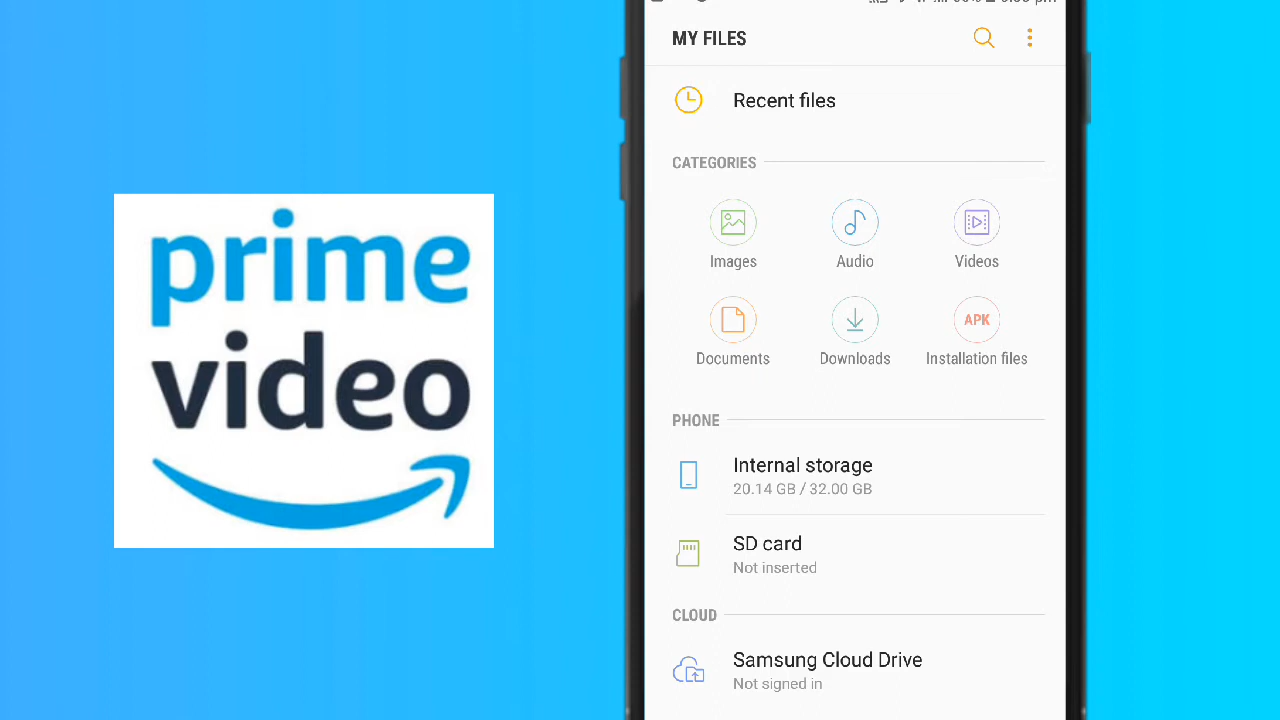 prime
video
MY FILES
Recent files
CATEGORIES
Images
Audio
Videos
Documents
Downloads
APK
Installation files
PHONE
Internal storage
20.14 GB / 32.00 GB
SD card
Not inserted
CLOUD
Samsung Cloud Drive
Not signed in